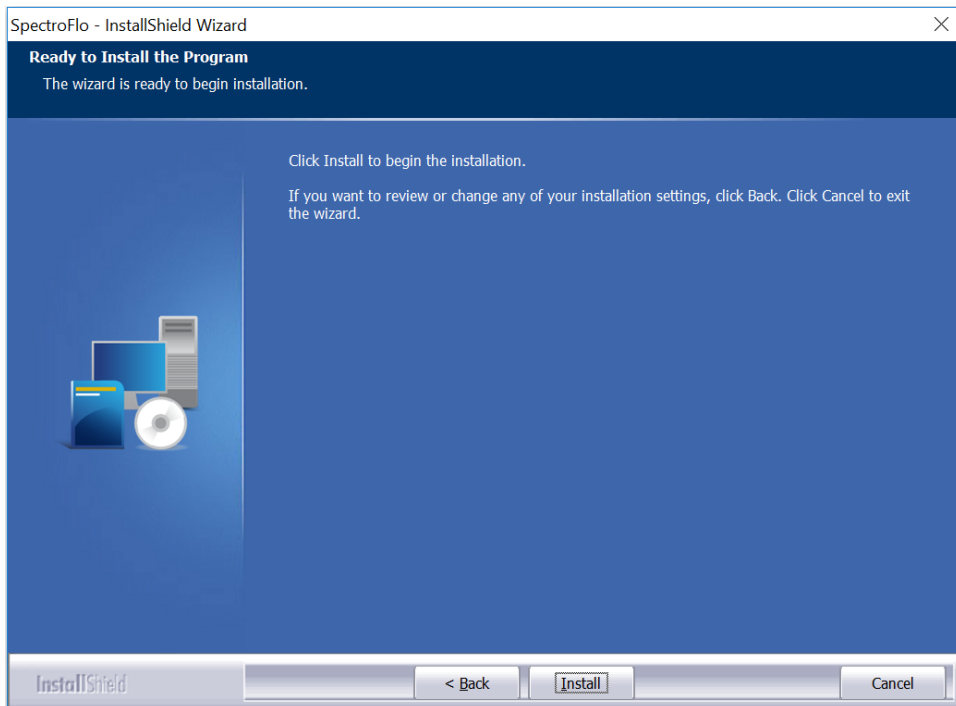 SpectroFlo - InstallShield Wizard
Ready to Install the Program
The wizard is ready to begin installation.
Click Install to begin the installation.
If you want to review or change any of your installation settings, click Back. Click Cancel to exit
the wizard.
InstallShield
< Back
Install
Cancel